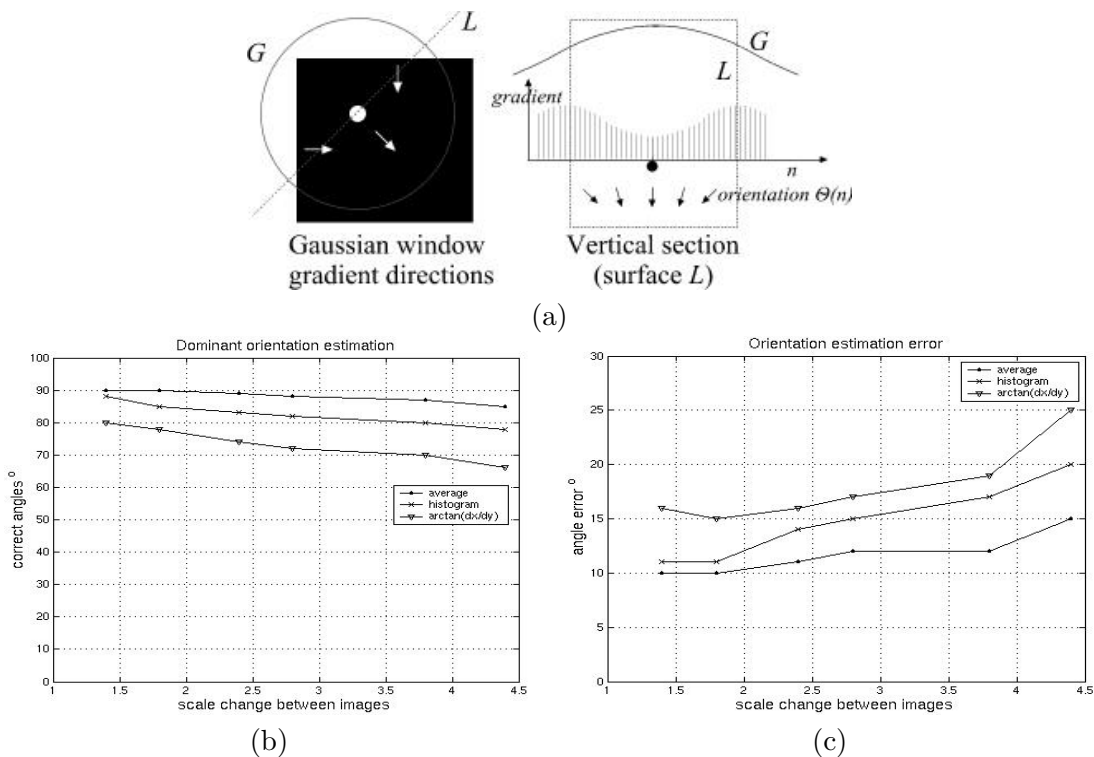 G
L
Gaussian window
gradient directions
G
L
gradient
n
orientation Θ(n)
Vertical section
(surface L)
(a)
Dominant orientation estimation
100
90
80
70
60
50
40
30
20
10
0
correct angles °
average
histogram
arctan(dx/dy)
1 1.5 2 2.5 3 3.5 4 4.5
scale change between images
(b)
Orientation estimation error
30
25
20
15
10
5
0
angle error °
average
histogram
arctan(dx/dy)
1 1.5 2 2.5 3 3.5 4 4.5
scale change between images
(c)